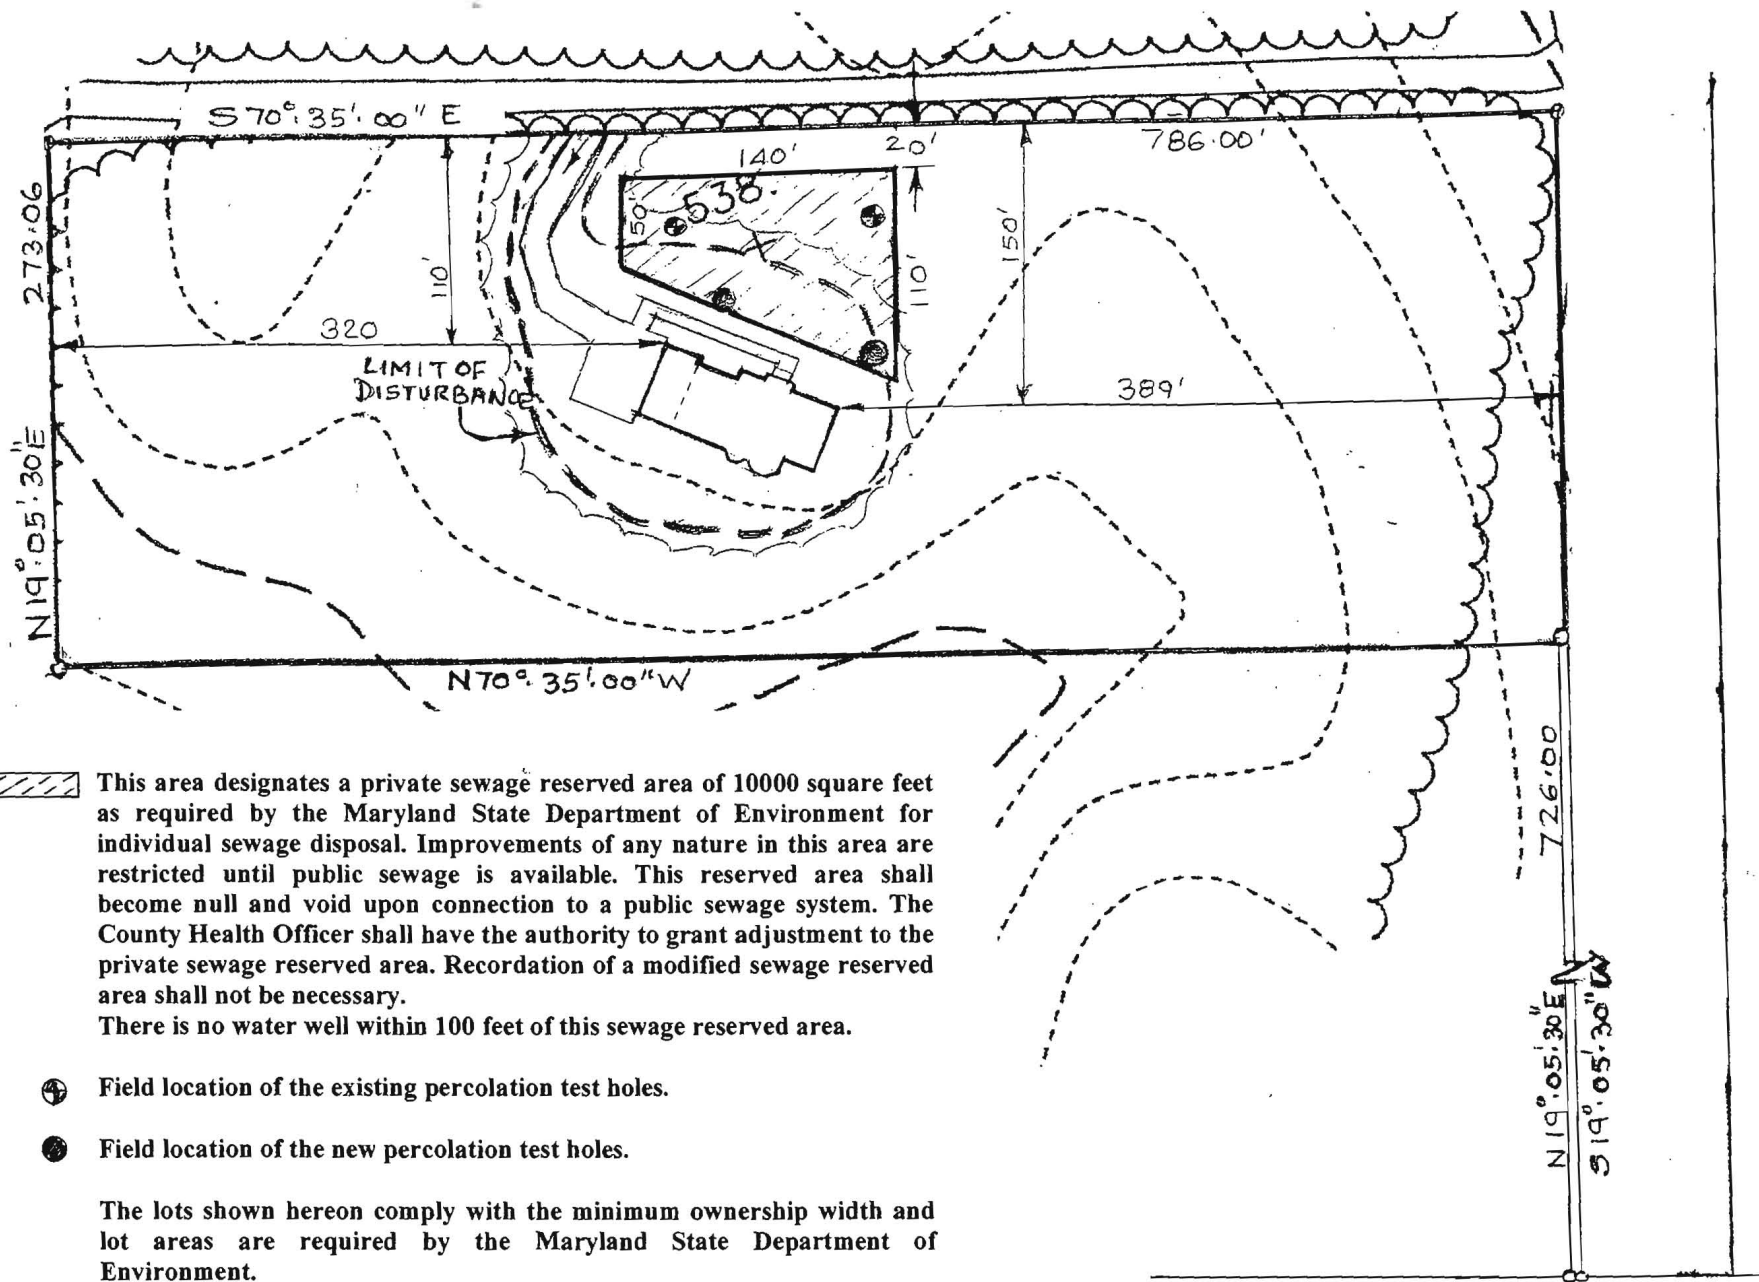 S 70°. 35'. 00" E
786.00'
140'
20'
538.
50
273.06
110'
150'
110'
320
389'
LIMIT OF
DISTURBANCE
N 19°. 05'. 30" E
N 70°. 35'. 00" W
726.00
N 19°. 05'. 30" E
S 19°. 05'. 30" W
This area designates a private sewage reserved area of 10000 square feet
as required by the Maryland State Department of Environment for
individual sewage disposal. Improvements of any nature in this area are
restricted until public sewage is available. This reserved area shall
become null and void upon connection to a public sewage system. The
County Health Officer shall have the authority to grant adjustment to the
private sewage reserved area. Recordation of a modified sewage reserved
area shall not be necessary.
There is no water well within 100 feet of this sewage reserved area.
Field location of the existing percolation test holes.
Field location of the new percolation test holes.
The lots shown hereon comply with the minimum ownership width and
lot areas are required by the Maryland State Department of
Environment.